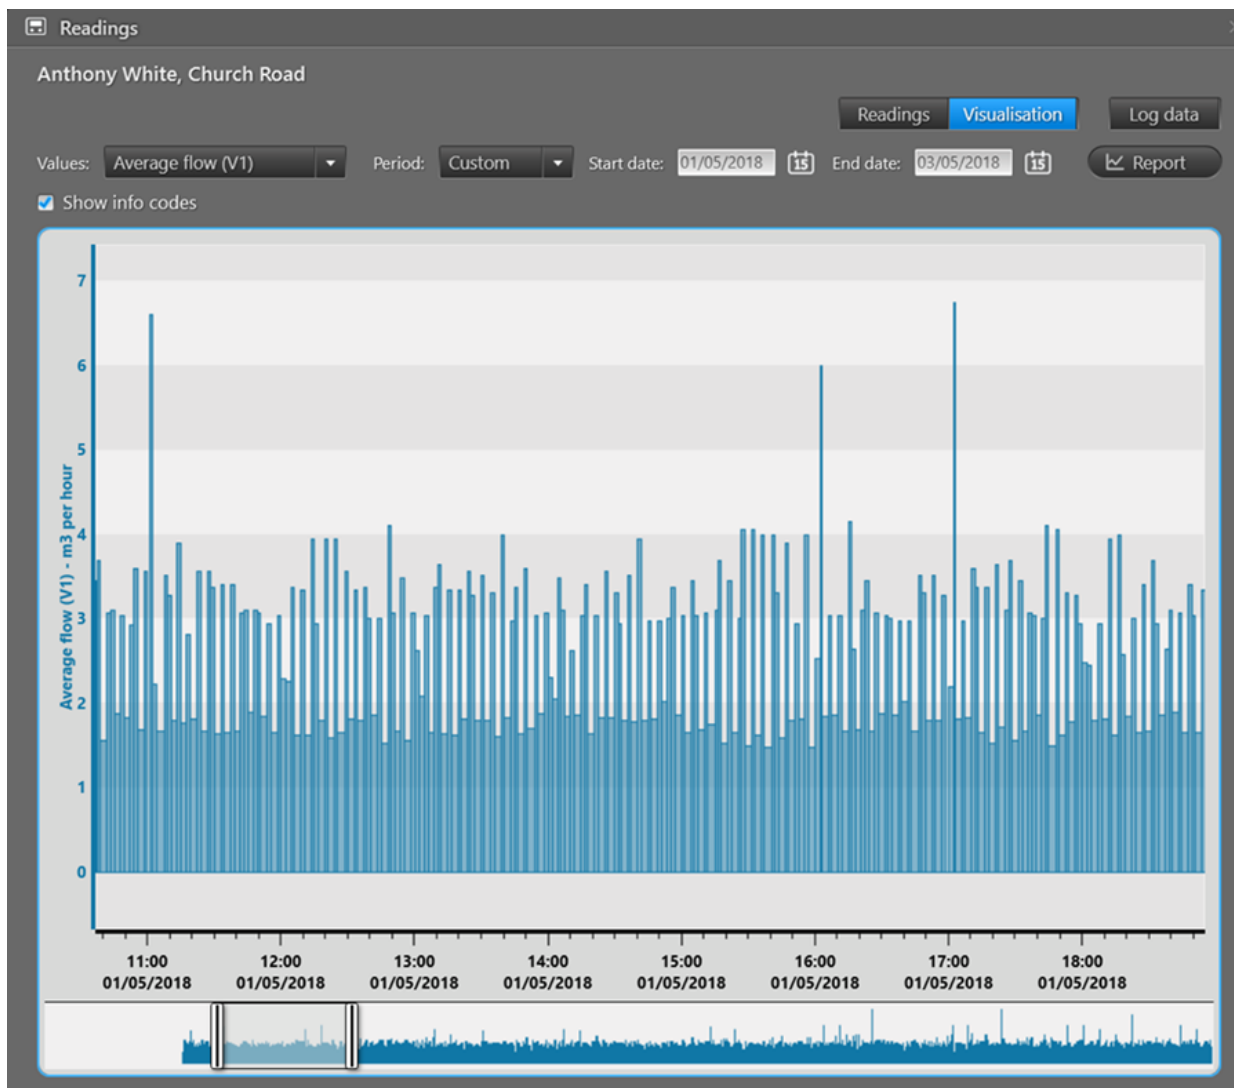 Readings
Anthony White, Church Road
Readings Visualisation Log data
Values: Average flow (V1) Period: Custom Start date: 01/05/2018 15 End date: 03/05/2018 15 Report
Show info codes
7
6
5
4
3
2
1
0
Average flow (V1) - m3 per hour
11:00 12:00 13:00 14:00 15:00 16:00 17:00 18:00
01/05/2018 01/05/2018 01/05/2018 01/05/2018 01/05/2018 01/05/2018 01/05/2018 01/05/2018